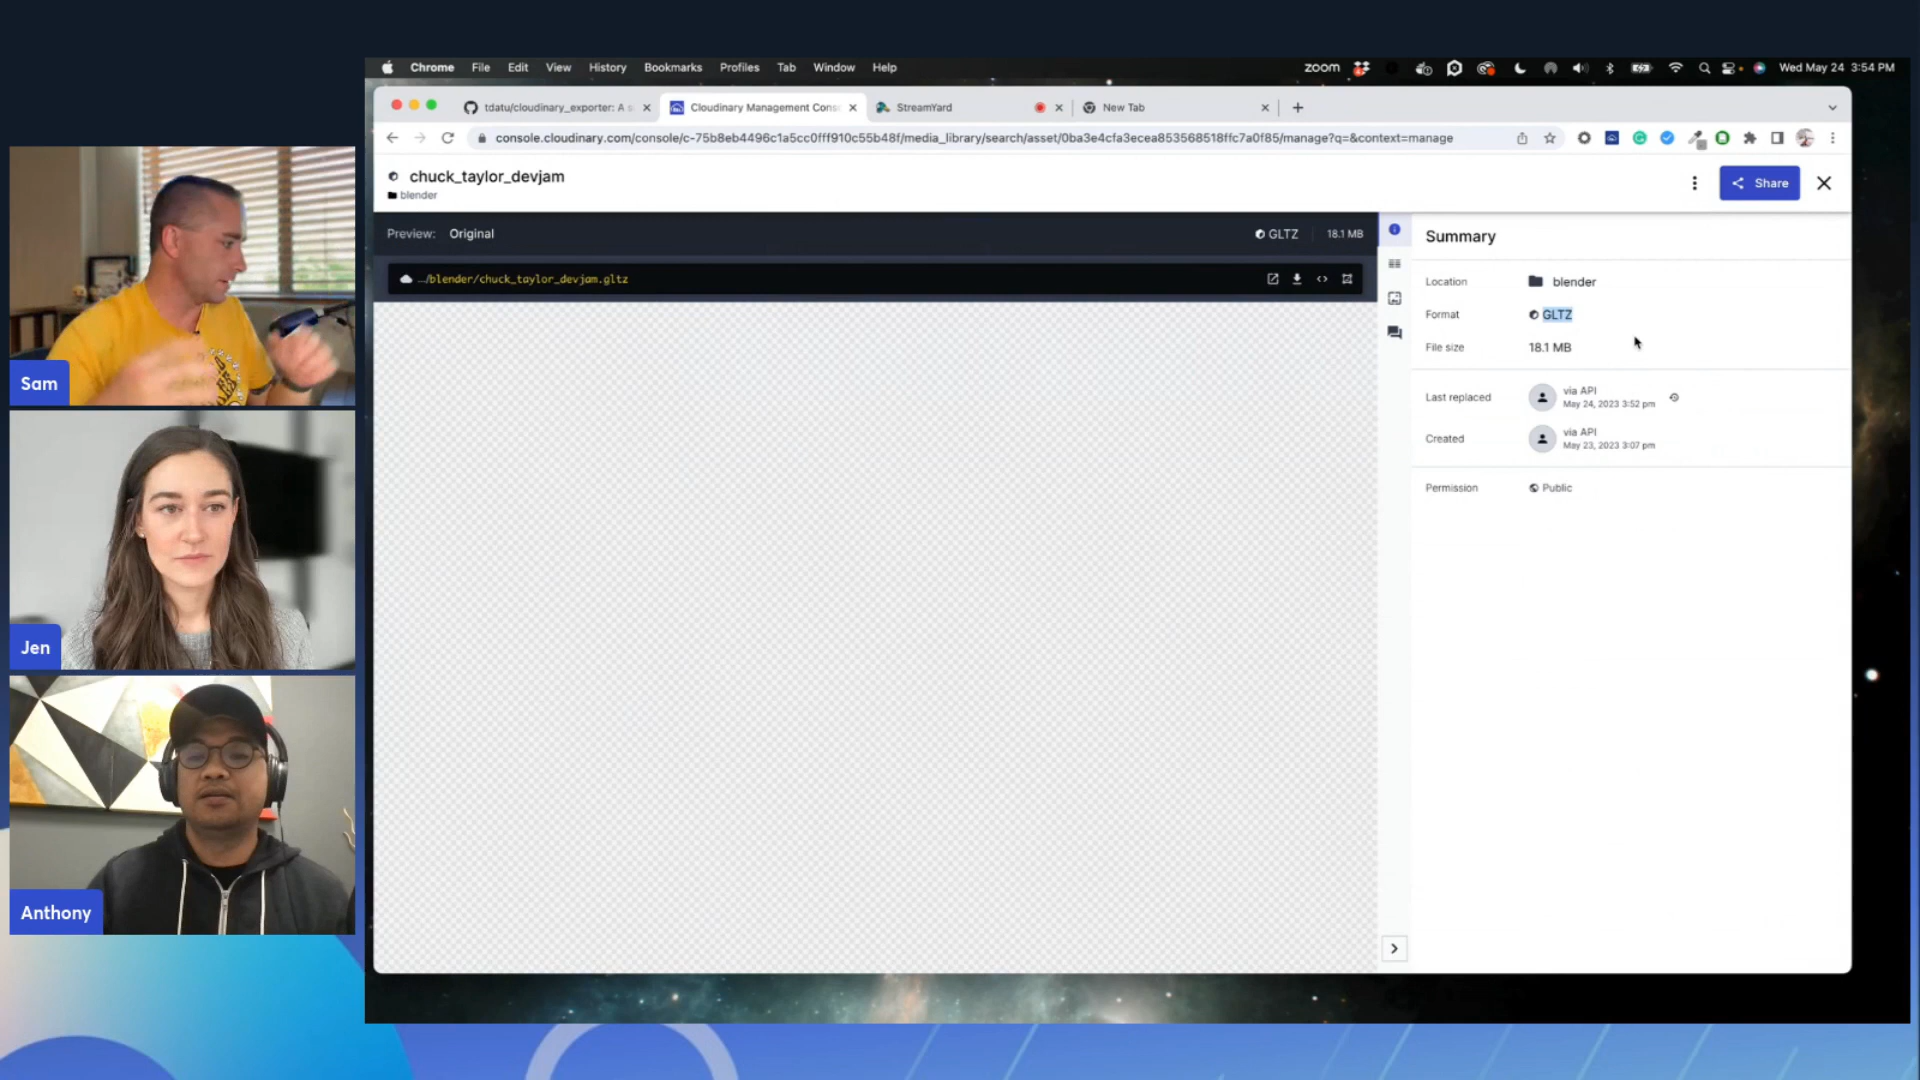 Chrome File Edit View History Bookmarks Profiles Tab Window Help
zoom Wed May 24 3:54 PM
tdatu/cloudinary_exporter: A s
Cloudinary Management Cons
StreamYard
New Tab
console.cloudinary.com/console/c-75b8eb4496c1a5cc0fff910c55b48f/media_library/search/asset/0ba3e4cfa3ecea853568518ffc7a0f85/manage?q=&context=manage
chuck_taylor_devjam
blender
Share
Preview: Original
GLTZ
18.1 MB
.../blender/chuck_taylor_devjam.gltz
Summary
Location blender
Format GLTZ
File size 18.1 MB
Last replaced via API
May 24, 2023 3:52 pm
Created via API
May 23, 2023 3:07 pm
Permission Public
Sam
Jen
Anthony